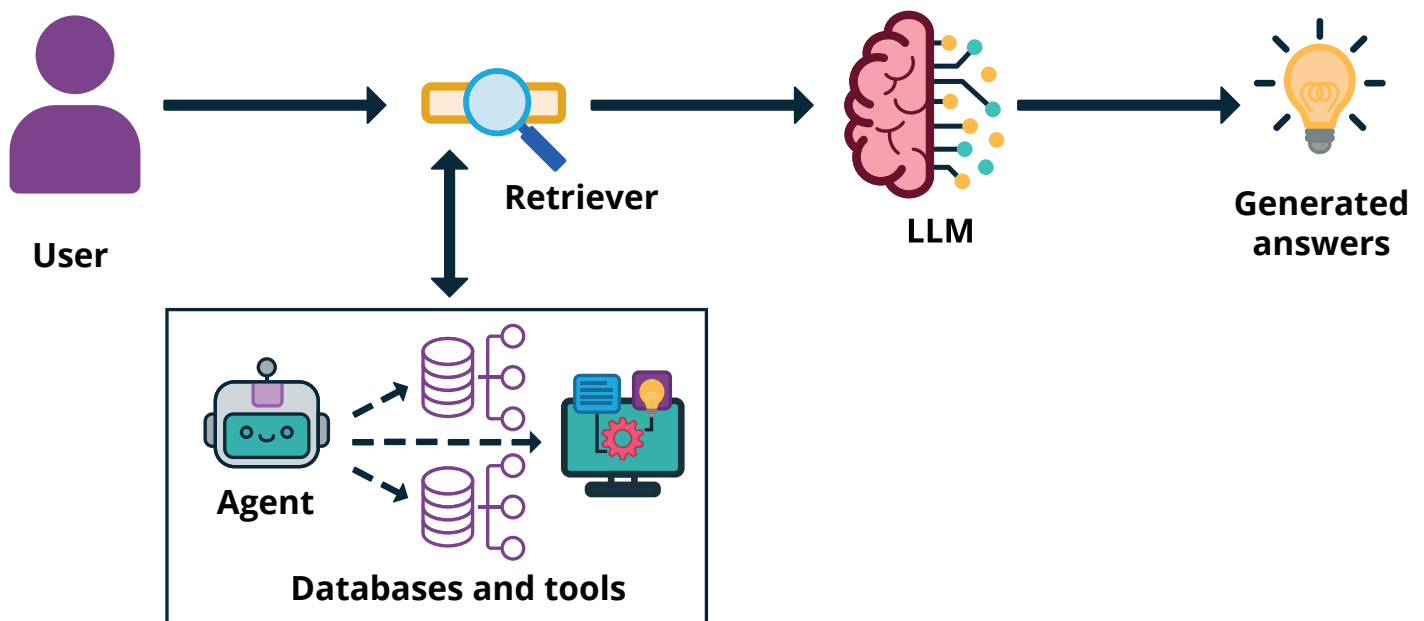 User
Retriever
LLM
Generated
answers
Agent
Databases and tools